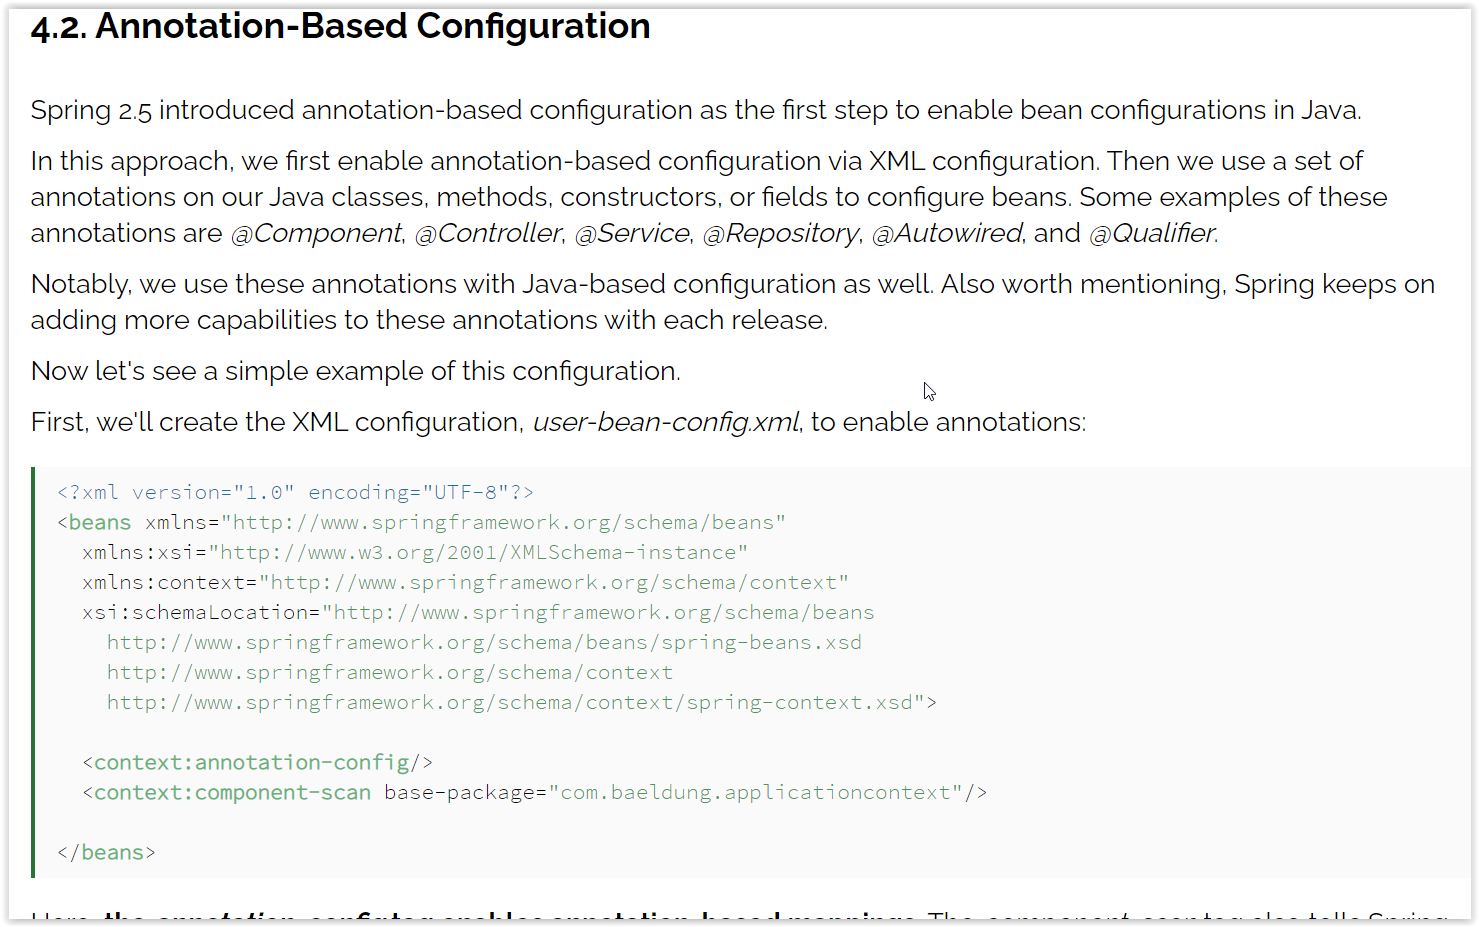 4.2. Annotation-Based Configuration
Spring 2.5 introduced annotation-based configuration as the first step to enable bean configurations in Java.
In this approach, we first enable annotation-based configuration via XML configuration. Then we use a set of
annotations on our Java classes, methods, constructors, or fields to configure beans. Some examples of these
annotations are @Component, @Controller, @Service, @Repository, @Autowired, and @Qualifier.
Notably, we use these annotations with Java-based configuration as well. Also worth mentioning, Spring keeps on
adding more capabilities to these annotations with each release.
Now let's see a simple example of this configuration.
First, we'll create the XML configuration, user-bean-config.xml, to enable annotations:
<?xml version="1.0" encoding="UTF-8"?>
<beans xmlns="http://www.springframework.org/schema/beans"
  xmlns:xsi="http://www.w3.org/2001/XMLSchema-instance"
  xmlns:context="http://www.springframework.org/schema/context"
  xsi:schemaLocation="http://www.springframework.org/schema/beans
    http://www.springframework.org/schema/beans/spring-beans.xsd
    http://www.springframework.org/schema/context
    http://www.springframework.org/schema/context/spring-context.xsd">
  <context:annotation-config/>
  <context:component-scan base-package="com.baeldung.applicationcontext"/>
</beans>